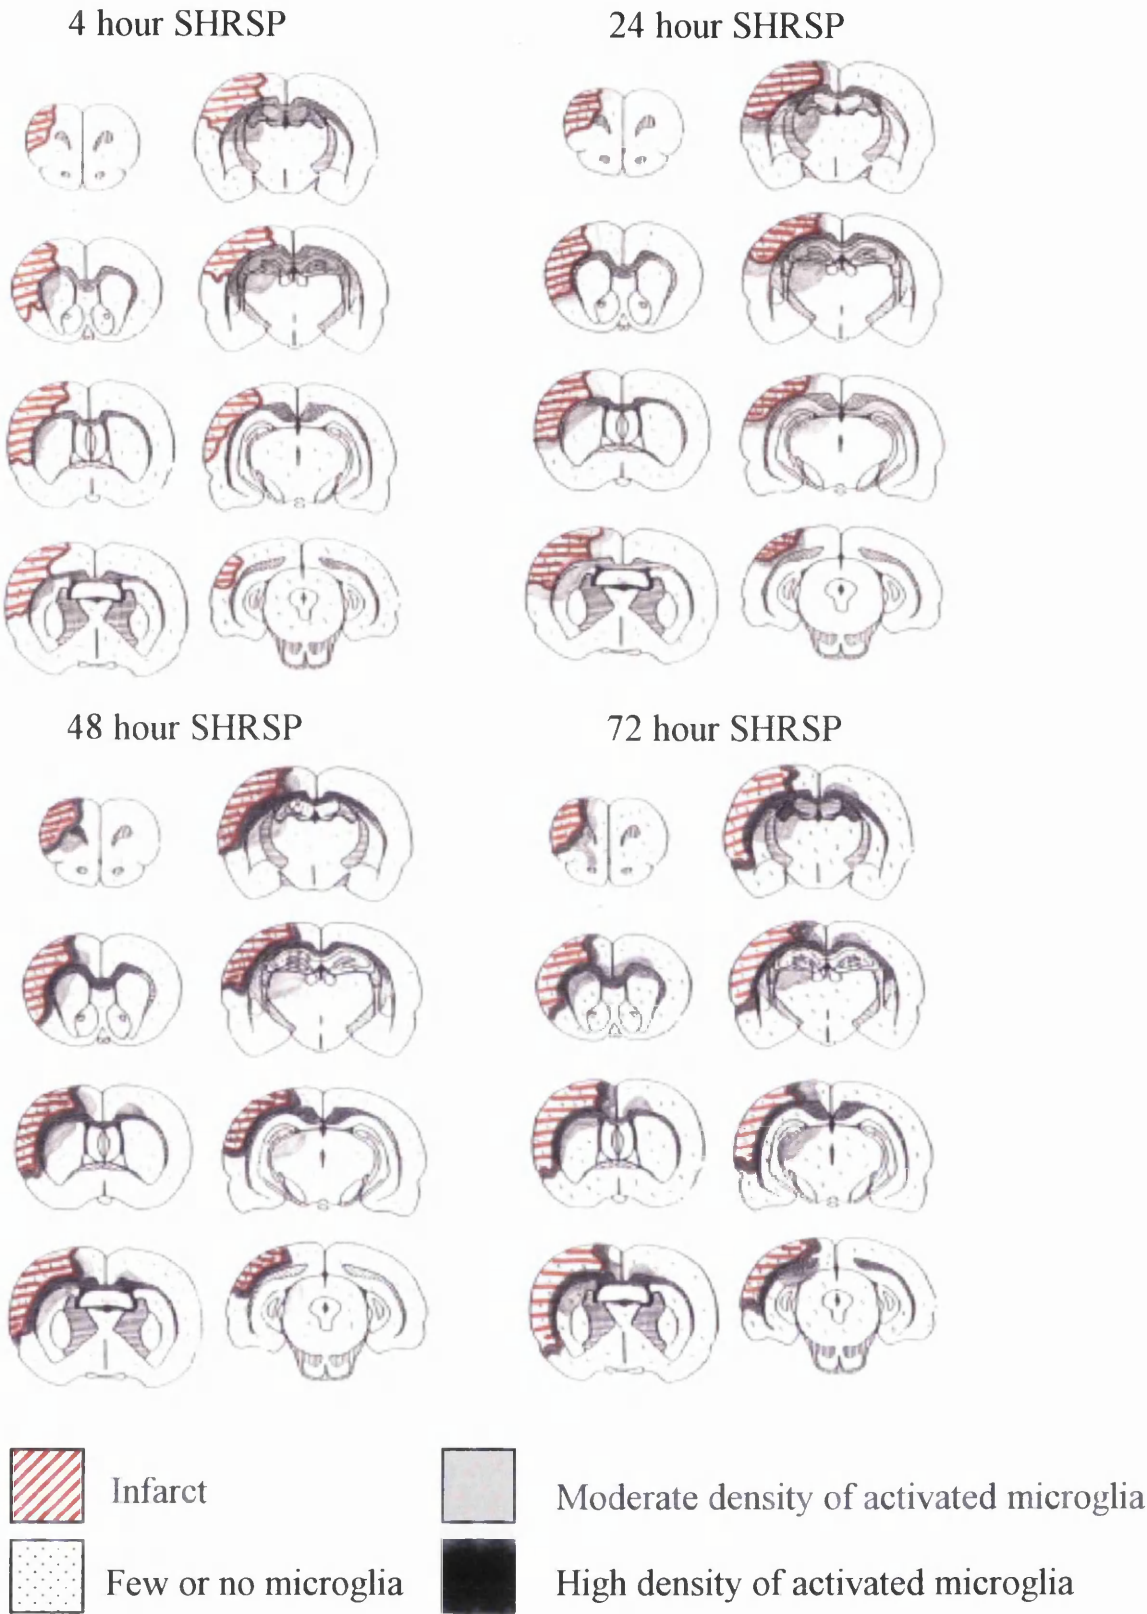 4 hour SHRSP
24 hour SHRSP
48 hour SHRSP
72 hour SHRSP
Infarct
Moderate density of activated microglia
Few or no microglia
High density of activated microglia